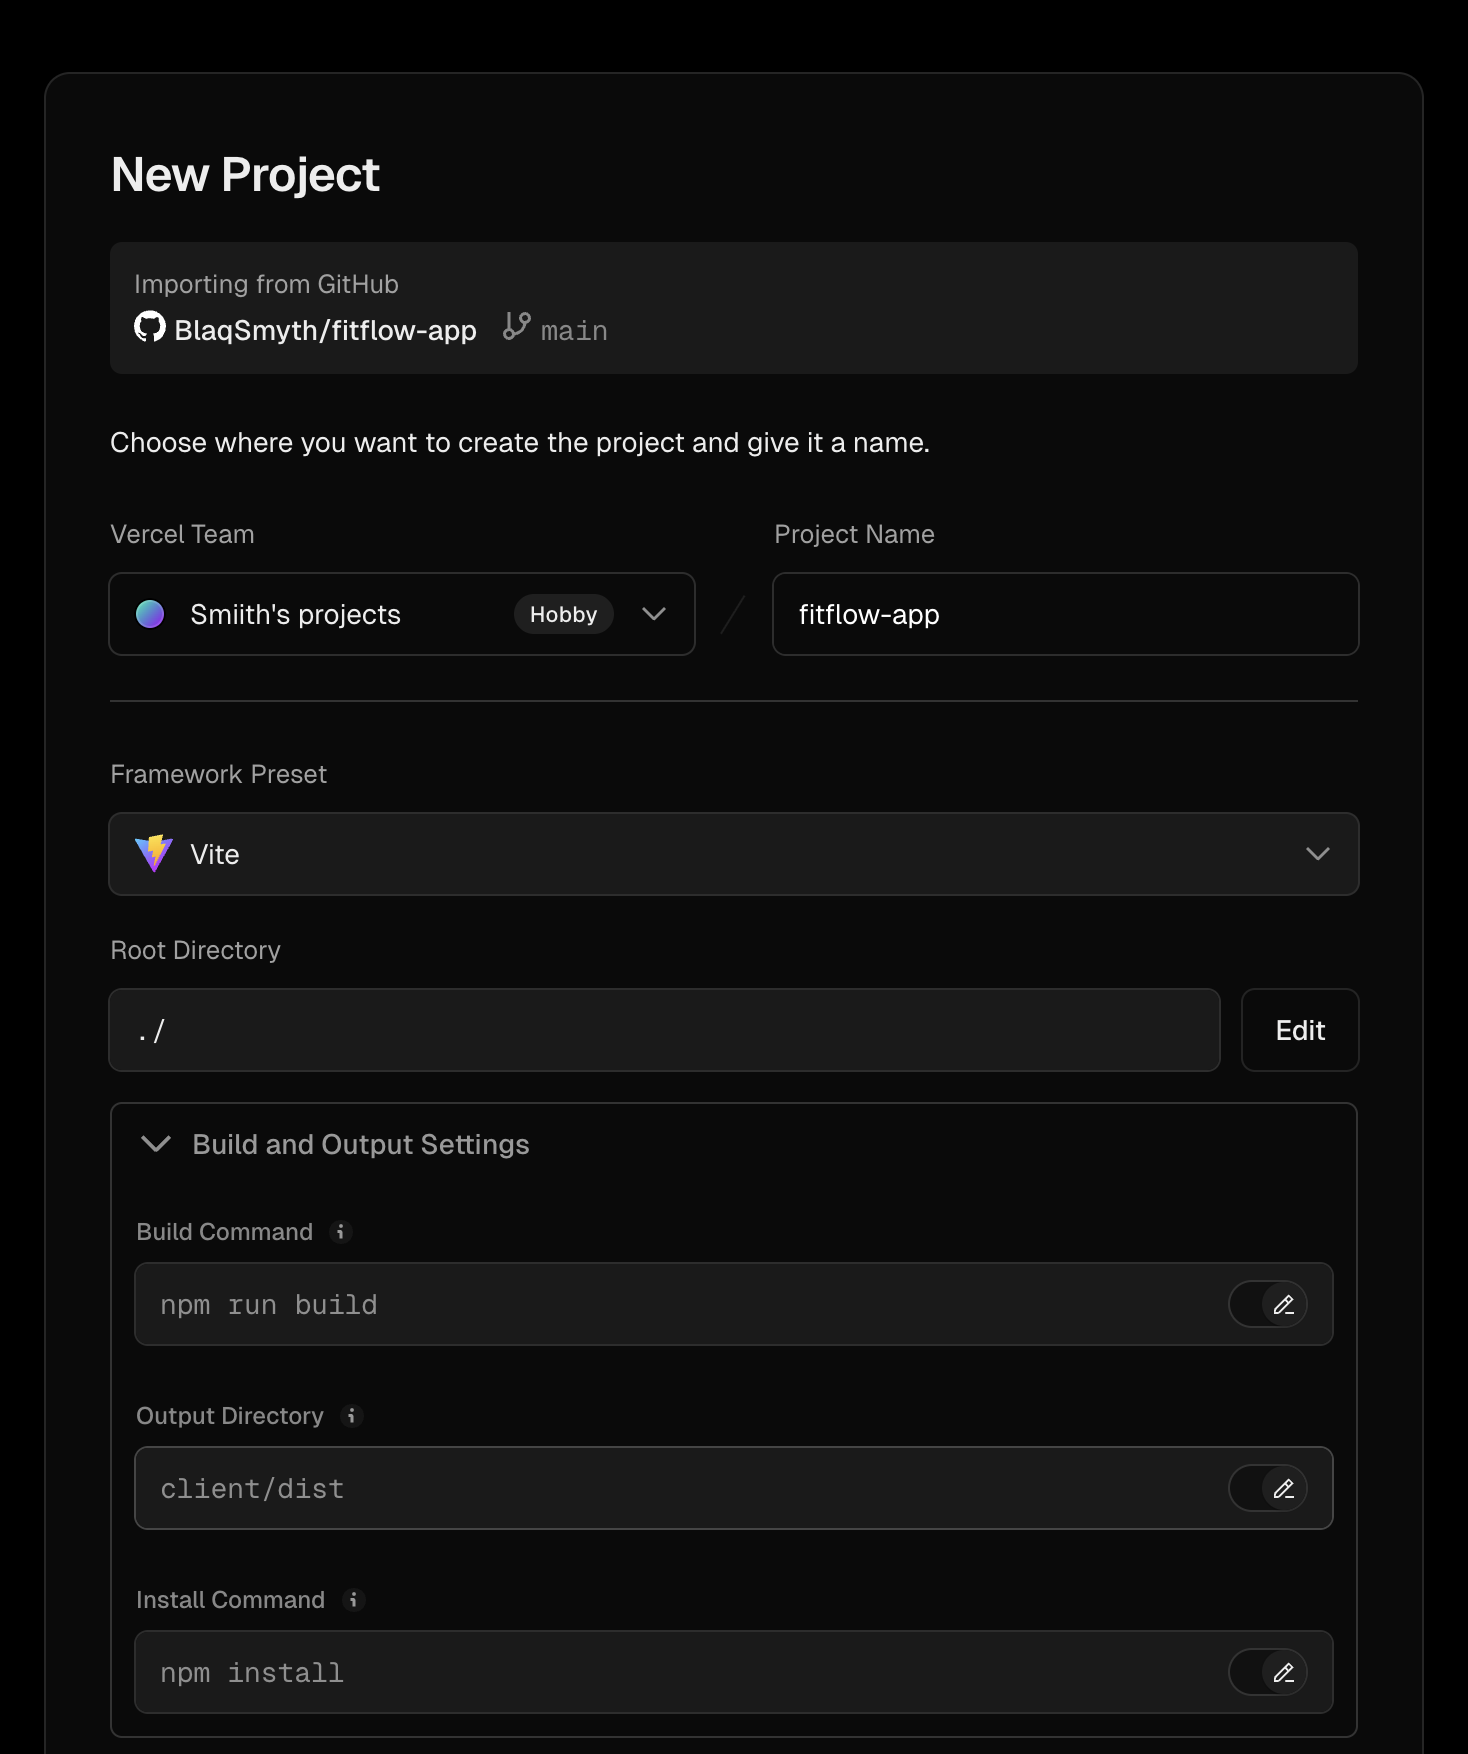 New Project
Importing from GitHub
BlaqSmyth/fitflow-app main
Choose where you want to create the project and give it a name.
Vercel Team
Project Name
Smiith's projects Hobby
/
fitflow-app
Framework Preset
Vite
Root Directory
./
Edit
Build and Output Settings
Build Command
npm run build
Output Directory
client/dist
Install Command
npm install